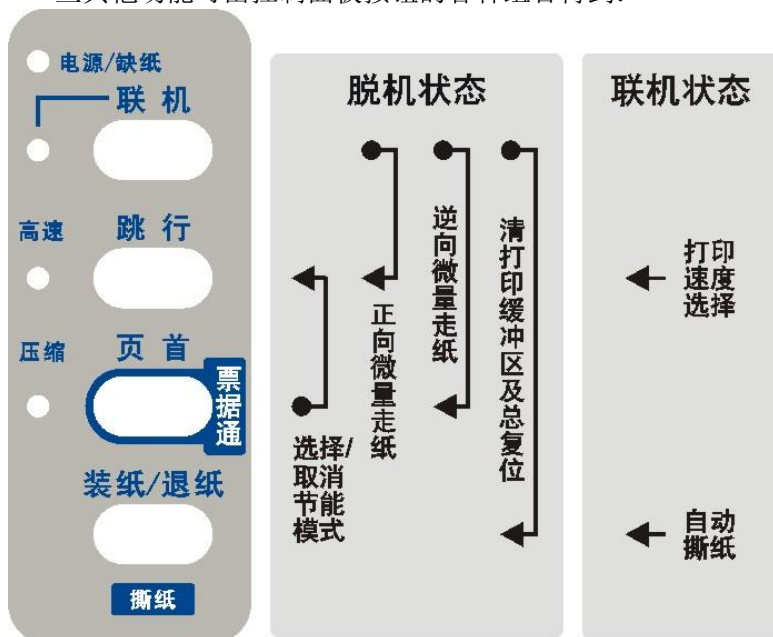 电源/缺纸
联机
高速
跳行
压缩
页首
票据通
装纸/退纸
撕纸
脱机状态
选择/
取消
节能
模式
正向微量走纸
逆向微量走纸
清打印缓冲区及总复位
联机状态
打印
速度
选择
自动
撕纸